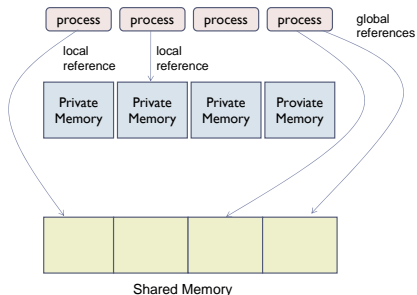 process process process process
global
references
local
reference
local
reference
Private
Memory
Private
Memory
Private
Memory
Proviate
Memory
Shared Memory